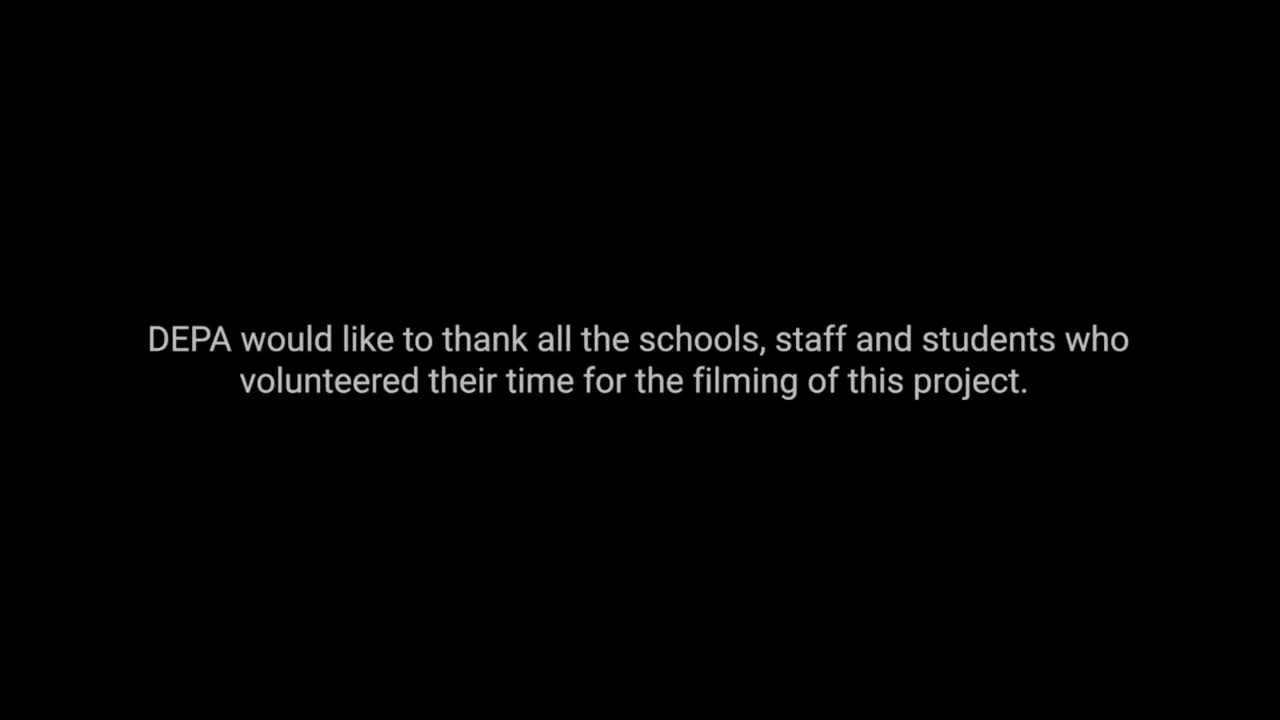 DEPA would like to thank all the schools, staff and students who
volunteered their time for the filming of this project.